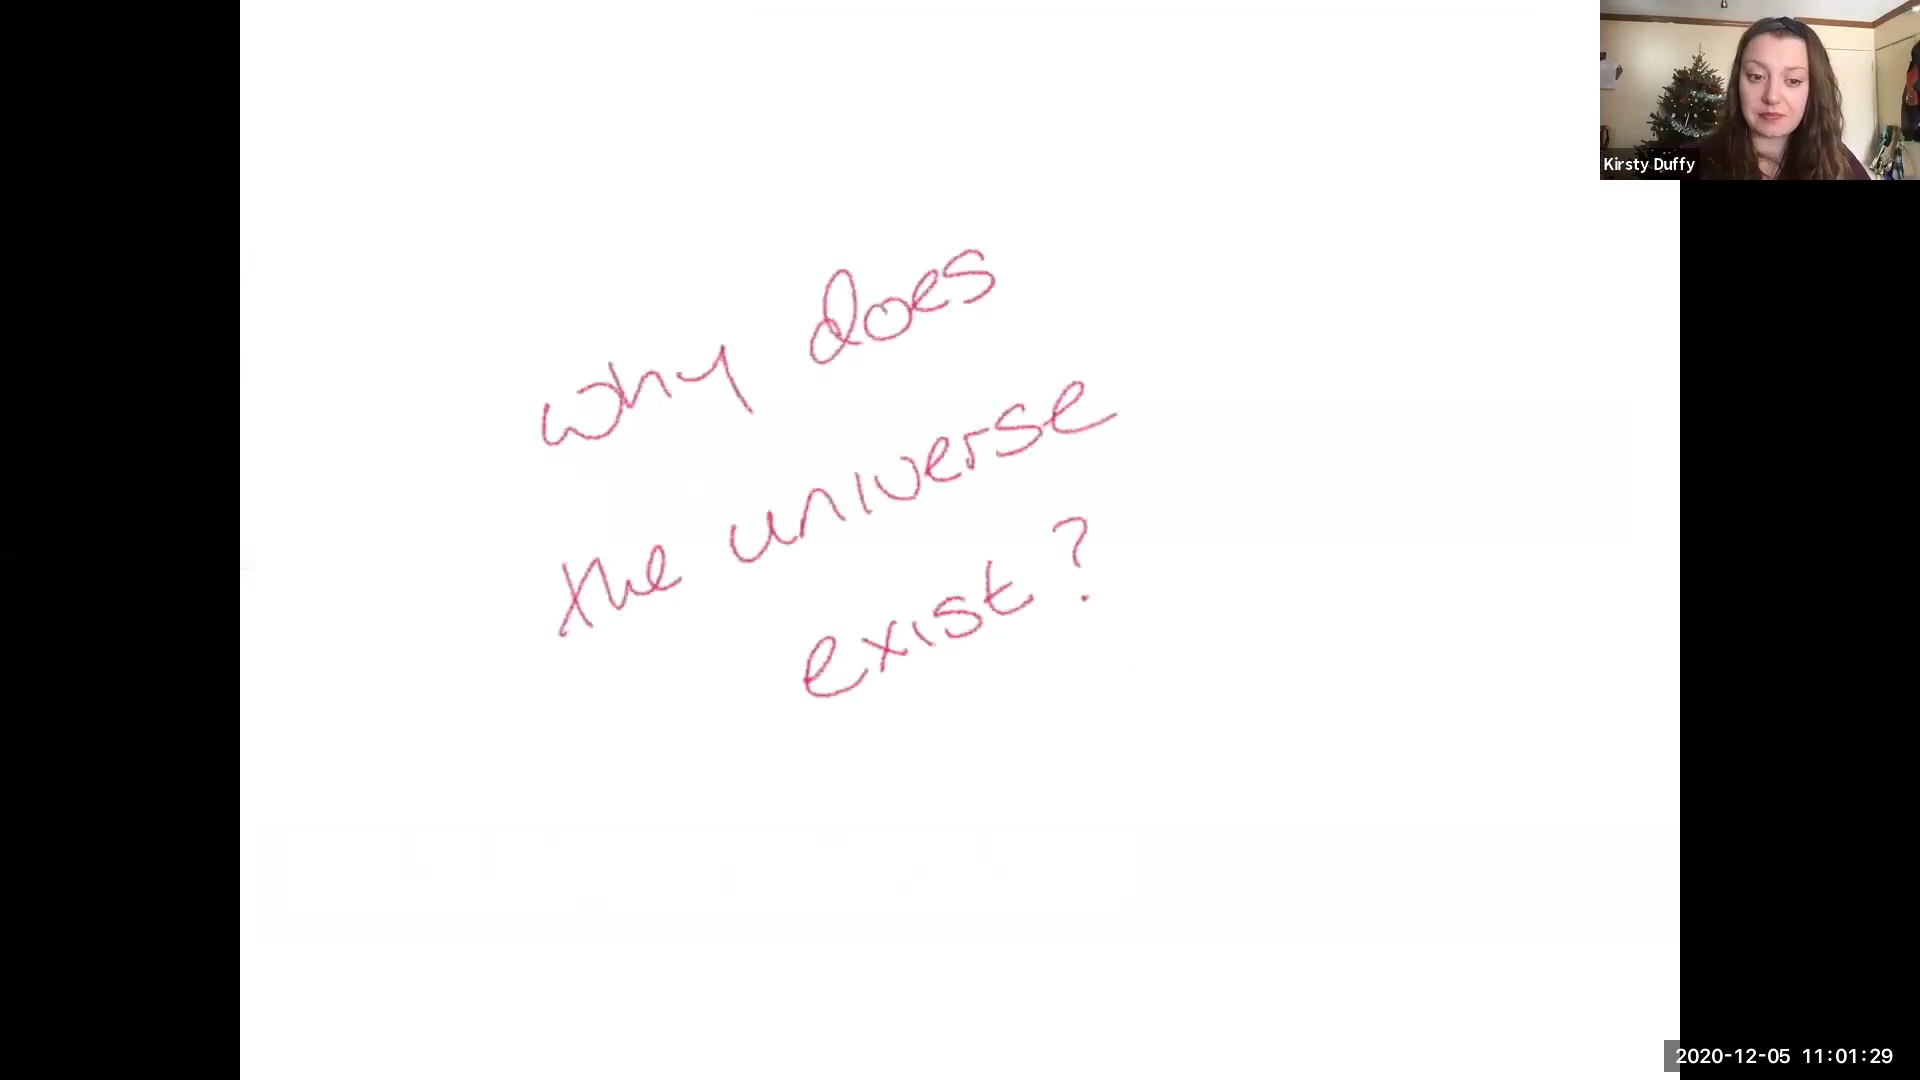 Kirsty Duffy
why does
the universe
exist?
2020-12-05 11:01:29